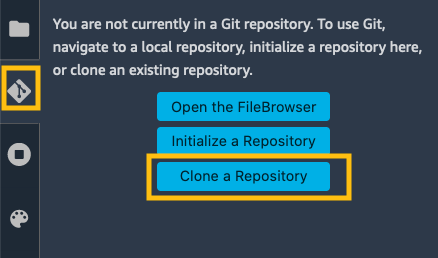 You are not currently in a Git repository. To use Git,
navigate to a local repository, initialize a repository here,
or clone an existing repository.
Open the FileBrowser
Initialize a Repository
Clone a Repository